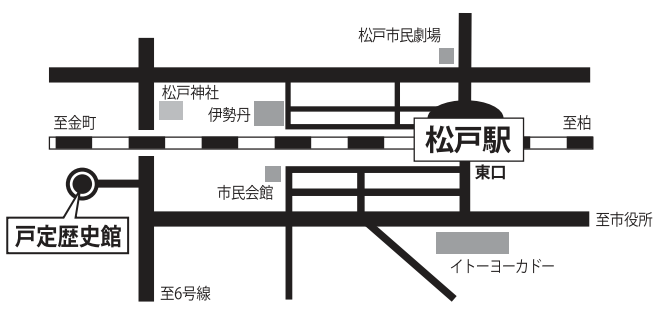 松戸市民劇場
松戸神社
伊勢丹
至金町
至柏
松戸駅
東口
市民会館
戸定歴史館
至市役所
イトーヨーカドー
至6号線